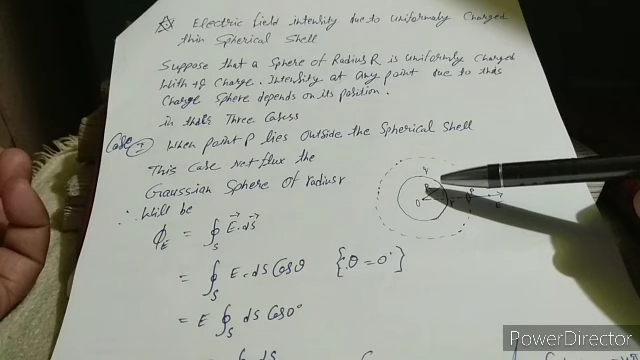 Electric field intensity due to uniformaly Charged
thin Spherical Shell
Suppose that a Sphere of Radius R is uniformly Charged
With +q Charge. Intensity at any point due to this
Charge Sphere depends on its position.
in this Three Cases
Case ① When point P lies outside the Spherical Shell
This Case Net flux the
Gaussian Sphere of radius r
∴ Will be
ϕE = ∮S E⃗.dS⃗
= ∮S E.dS Cosθ {∵ θ = 0°}
= E ∮S dS Cos0°
q
R
O
r
P
E
PowerDirector